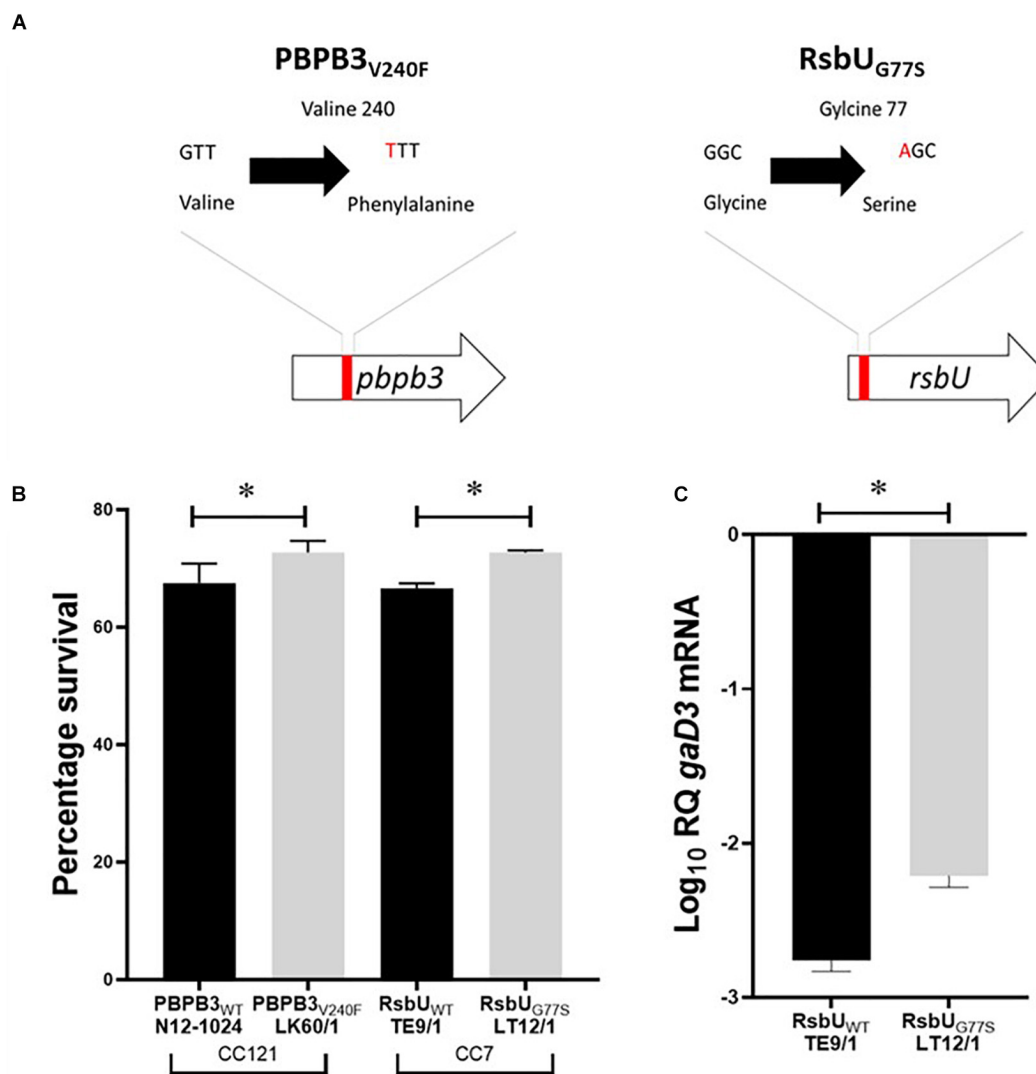 A
PBPB3V240F
RsbUG77S
Valine 240
Gylcine 77
GTT
TTT
GGC
AGC
Valine
Phenylalanine
Glycine
Serine
pbpb3
rsbU
B
C
Percentage survival
80
60
40
20
0
*
*
PBPB3WT
N12-1024
PBPB3V240F
LK60/1
RsbUWT
TE9/1
RsbUG77S
LT12/1
CC121
CC7
Log10 RQ gaD3 mRNA
*
0
-1
-2
-3
RsbUWT
TE9/1
RsbUG77S
LT12/1